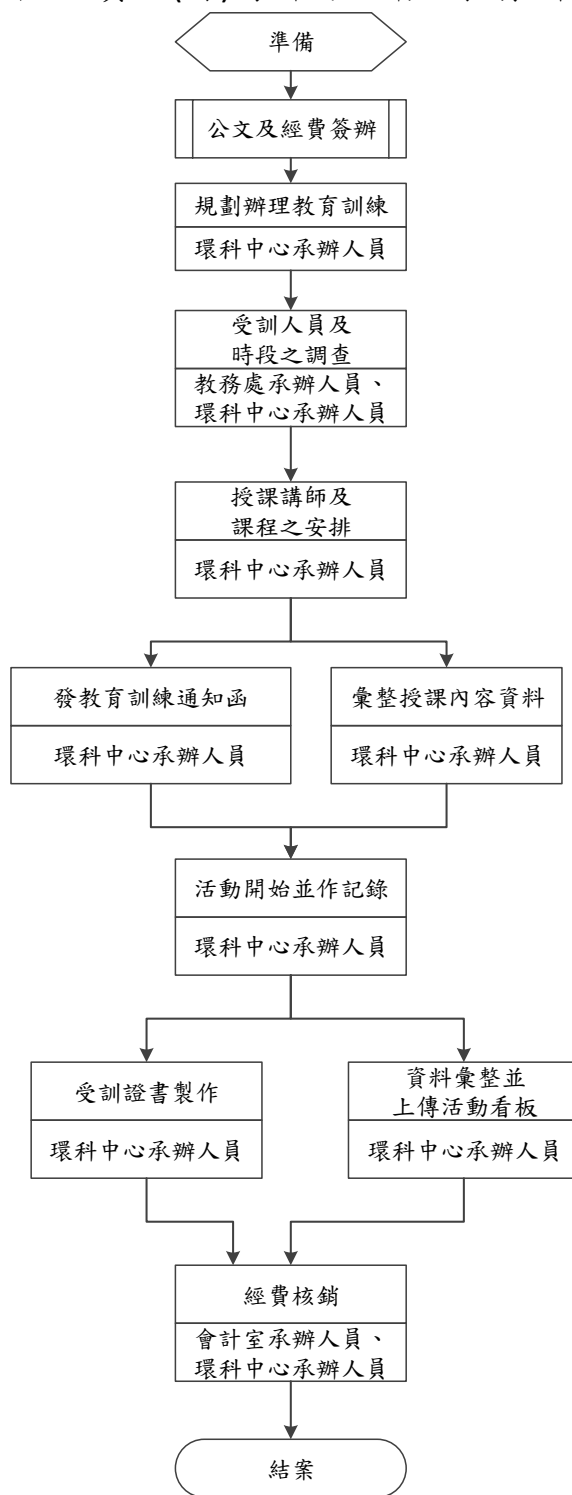 準備
公文及經費簽辦
規劃辦理教育訓練
環科中心承辦人員
受訓人員及
時段之調查
教務處承辦人員、
環科中心承辦人員
授課講師及
課程之安排
環科中心承辦人員
發教育訓練通知函
環科中心承辦人員
彙整授課內容資料
環科中心承辦人員
活動開始並作記錄
環科中心承辦人員
受訓證書製作
環科中心承辦人員
資料彙整並
上傳活動看板
環科中心承辦人員
經費核銷
會計室承辦人員、
環科中心承辦人員
結案